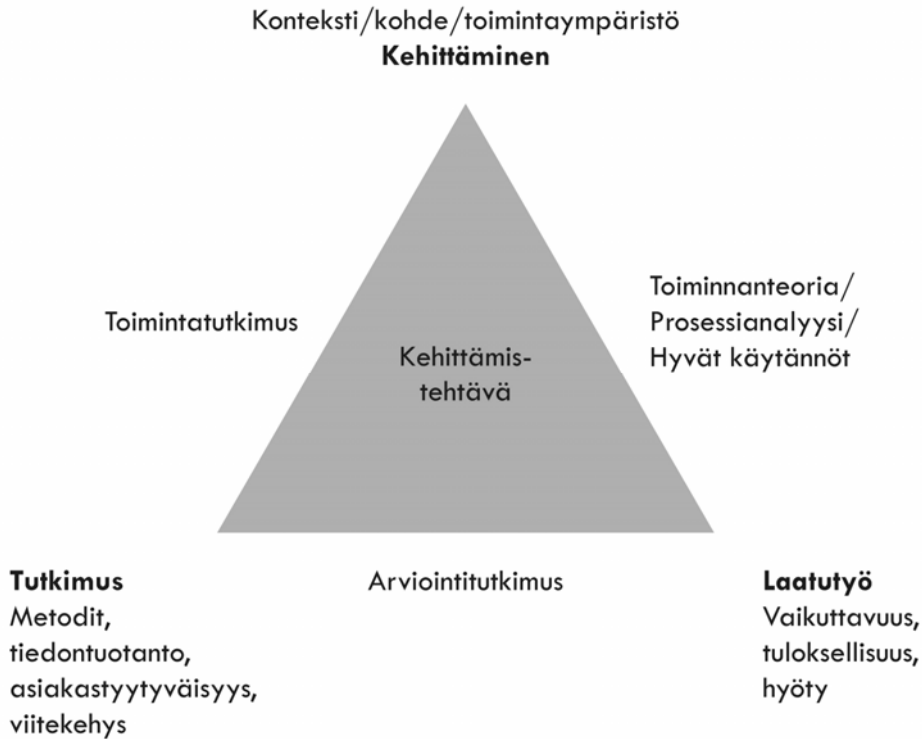 Konteksti/kohde/toimintaympäristö
Kehittäminen
Toimintatutkimus
Toiminnanteoria/
Prosessianalyysi/
Hyvät käytännöt
Kehittämis-
tehtävä
Tutkimus
Metodit,
tiedontuotanto,
asiakastyytyväisyys,
viitekehys
Arviointitutkimus
Laatutyö
Vaikuttavuus,
tuloksellisuus,
hyöty